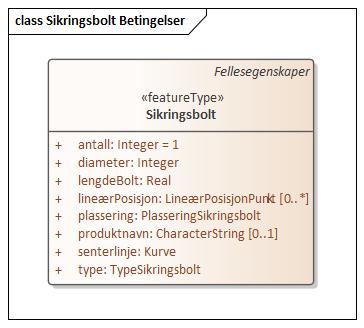 class Sikringsbolt Betingelser
Fellesegenskaper
«featureType»
Sikringsbolt
+ antall: Integer = 1
+ diameter: Integer
+ lengdeBolt: Real
+ lineærPosisjon: LineærPosisjonPunkt [0..*]
+ plassering: PlasseringSikringsbolt
+ produktnavn: CharacterString [0..1]
+ senterlinje: Kurve
+ type: TypeSikringsbolt